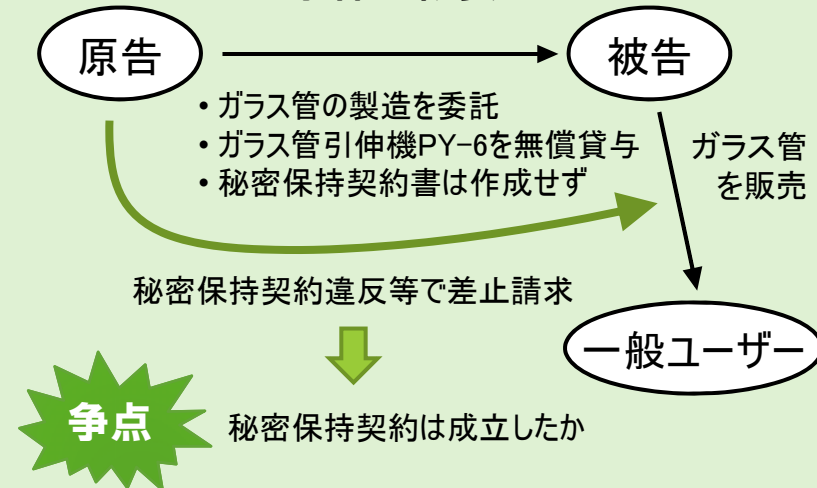 原告
被告
• ガラス管の製造を委託
• ガラス管引伸機PY-6を無償貸与
• 秘密保持契約書は作成せず
ガラス管
を販売
秘密保持契約違反等で差止請求
一般ユーザー
争点
秘密保持契約は成立したか